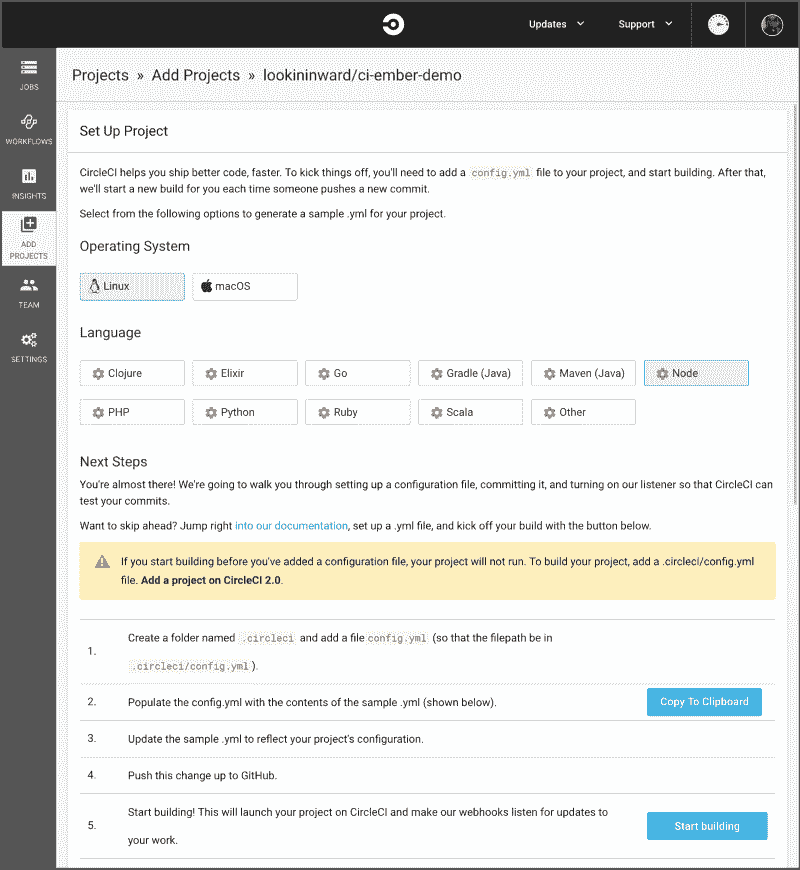 Updates
Support
JOBS
WORKFLOWS
INSIGHTS
ADD
PROJECTS
TEAM
SETTINGS
Projects » Add Projects » lookininward/ci-ember-demo
Set Up Project
CircleCI helps you ship better code, faster. To kick things off, you'll need to add a config.yml file to your project, and start building. After that,
we'll start a new build for you each time someone pushes a new commit.
Select from the following options to generate a sample .yml for your project.
Operating System
Linux
macOS
Language
Clojure
Elixir
Go
Gradle (Java)
Maven (Java)
Node
PHP
Python
Ruby
Scala
Other
Next Steps
You're almost there! We're going to walk you through setting up a configuration file, committing it, and turning on our listener so that CircleCI can
test your commits.
Want to skip ahead? Jump right into our documentation, set up a .yml file, and kick off your build with the button below.
If you start building before you've added a configuration file, your project will not run. To build your project, add a .circleci/config.yml
file. Add a project on CircleCI 2.0.
1.
Create a folder named .circleci and add a file config.yml (so that the filepath be in
.circleci/config.yml).
2.
Populate the config.yml with the contents of the sample .yml (shown below).
Copy To Clipboard
3.
Update the sample .yml to reflect your project's configuration.
4.
Push this change up to GitHub.
5.
Start building! This will launch your project on CircleCI and make our webhooks listen for updates to
your work.
Start building